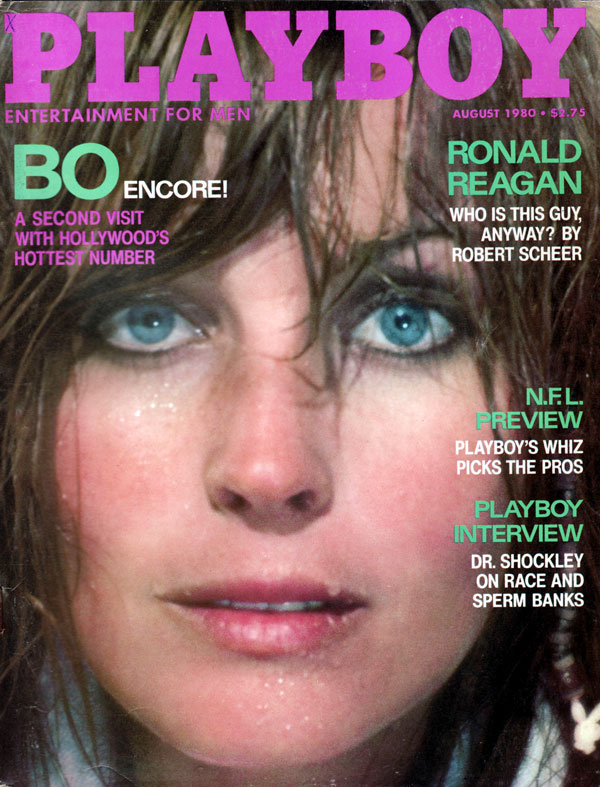 PLAYBOY
ENTERTAINMENT FOR MEN
AUGUST 1980 • $2.75
BO ENCORE!
A SECOND VISIT
WITH HOLLYWOOD'S
HOTTEST NUMBER
RONALD
REAGAN
WHO IS THIS GUY,
ANYWAY? BY
ROBERT SCHEER
N.F.L.
PREVIEW
PLAYBOY'S WHIZ
PICKS THE PROS
PLAYBOY
INTERVIEW
DR. SHOCKLEY
ON RACE AND
SPERM BANKS